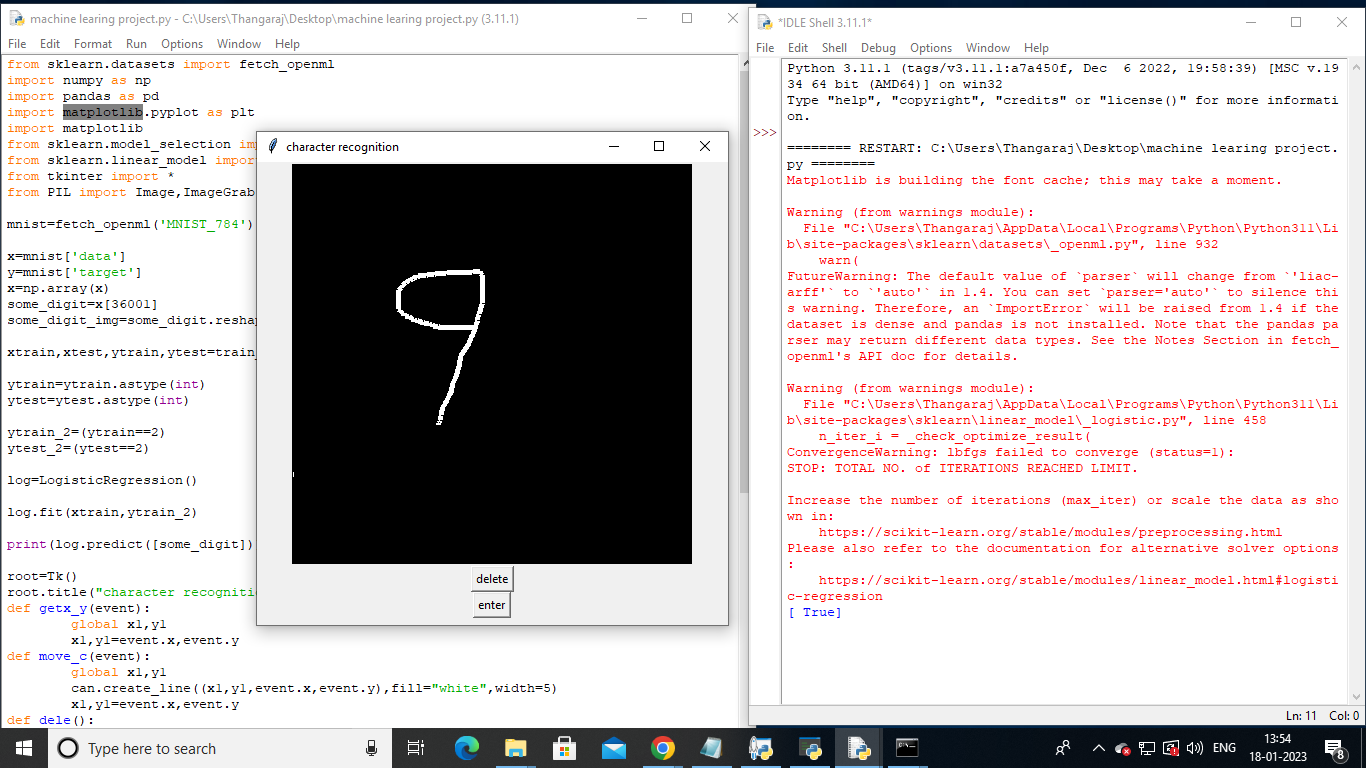 machine learing project.py - C:\Users\Thangaraj\Desktop\machine learing project.py (3.11.1)
File Edit Format Run Options Window Help
from sklearn.datasets import fetch_openml
import numpy as np
import pandas as pd
import matplotlib.pyplot as plt
import matplotlib
from sklearn.model_selection im
from sklearn.linear_model impor
from tkinter import *
from PIL import Image,ImageGrab
mnist=fetch_openml('MNIST_784')
x=mnist['data']
y=mnist['target']
x=np.array(x)
some_digit=x[36001]
some_digit_img=some_digit.reshap
xtrain,xtest,ytrain,ytest=train_
ytrain=ytrain.astype(int)
ytest=ytest.astype(int)
ytrain_2=(ytrain==2)
ytest_2=(ytest==2)
log=LogisticRegression()
log.fit(xtrain,ytrain_2)
print(log.predict([some_digit])
root=Tk()
root.title("character recognitio
def getx_y(event):
global x1,y1
x1,y1=event.x,event.y
def move_c(event):
global x1,y1
can.create_line((x1,y1,event.x,event.y),fill="white",width=5)
x1,y1=event.x,event.y
def dele():
character recognition
9
delete
enter
*IDLE Shell 3.11.1*
File Edit Shell Debug Options Window Help
Python 3.11.1 (tags/v3.11.1:a7a450f, Dec  6 2022, 19:58:39) [MSC v.19
34 64 bit (AMD64)] on win32
Type "help", "copyright", "credits" or "license()" for more informati
on.
>>>
======== RESTART: C:\Users\Thangaraj\Desktop\machine learing project.
py ========
Matplotlib is building the font cache; this may take a moment.
Warning (from warnings module):
File "C:\Users\Thangaraj\AppData\Local\Programs\Python\Python311\Li
b\site-packages\sklearn\datasets\_openml.py", line 932
warn(
FutureWarning: The default value of `parser` will change from `'liac-
arff'` to `'auto'` in 1.4. You can set `parser='auto'` to silence thi
s warning. Therefore, an `ImportError` will be raised from 1.4 if the
dataset is dense and pandas is not installed. Note that the pandas pa
rser may return different data types. See the Notes Section in fetch_
openml's API doc for details.
Warning (from warnings module):
File "C:\Users\Thangaraj\AppData\Local\Programs\Python\Python311\Li
b\site-packages\sklearn\linear_model\_logistic.py", line 458
n_iter_i = _check_optimize_result(
ConvergenceWarning: lbfgs failed to converge (status=1):
STOP: TOTAL NO. of ITERATIONS REACHED LIMIT.
Increase the number of iterations (max_iter) or scale the data as sho
wn in:
https://scikit-learn.org/stable/modules/preprocessing.html
Please also refer to the documentation for alternative solver options
:
https://scikit-learn.org/stable/modules/linear_model.html#logisti
c-regression
[ True]
Ln: 11 Col: 0
Type here to search
ENG
13:54
18-01-2023
8